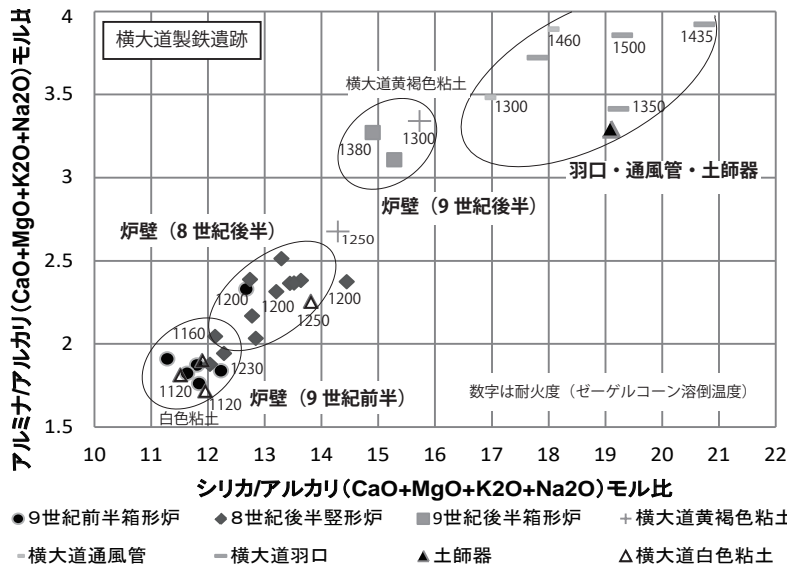 アルミナ/アルカリ(CaO+MgO+K2O+Na2O)モル比
4
3.5
3
2.5
2
1.5
横大道製鉄遺跡
1460
1500
1435
1300
1350
横大道黄褐色粘土
1380
1300
羽口・通風管・土師器
炉壁（9 世紀後半）
炉壁（8 世紀後半）
1250
1200
1200
1200
1250
1160
1230
1120
1120
白色粘土
炉壁（9 世紀前半）
数字は耐火度（ゼーゲルコーン溶倒温度）
10 11 12 13 14 15 16 17 18 19 20 21 22
シリカ/アルカリ(CaO+MgO+K2O+Na2O)モル比
9世紀前半箱形炉 8世紀後半竪形炉 9世紀後半箱形炉 横大道黄褐色粘土
横大道通風管 横大道羽口 土師器 横大道白色粘土